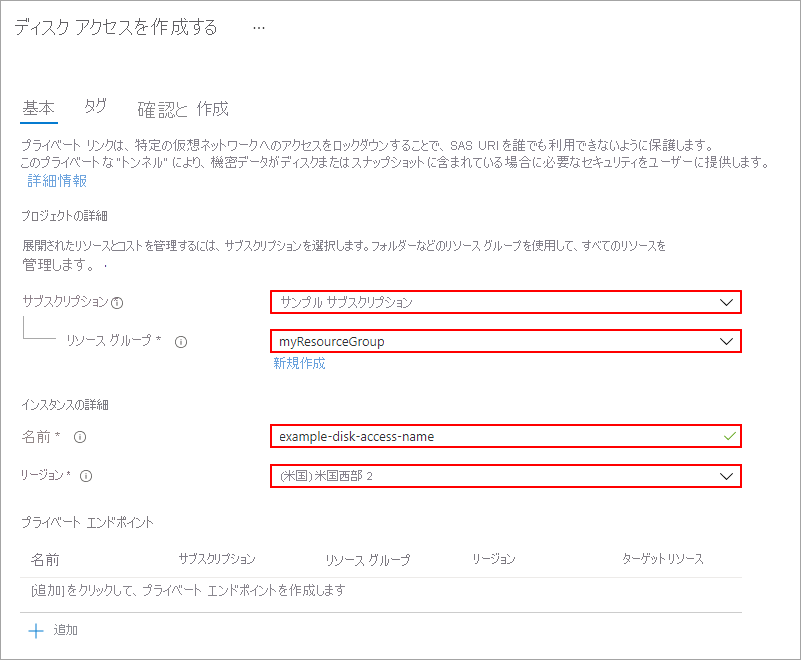 ディスク アクセスを作成する ...
基本 タグ 確認と 作成
プライベート リンクは、特定の仮想ネットワークへのアクセスをロックダウンすることで、SAS URI を誰でも利用できないように保護します。
このプライベートな "トンネル" により、機密データがディスクまたはスナップショットに含まれている場合に必要なセキュリティをユーザーに提供します。
詳細情報
プロジェクトの詳細
展開されたリソースとコストを管理するには、サブスクリプションを選択します。フォルダーなどのリソース グループを使用して、すべてのリソースを
管理します。 ・
サブスクリプション サンプル サブスクリプション
リソース グループ * myResourceGroup
新規作成
インスタンスの詳細
名前 * example-disk-access-name
リージョン * (米国) 米国西部 2
プライベート エンドポイント
名前 サブスクリプション リソース グループ リージョン ターゲット リソース
[追加] をクリックして、プライベート エンドポイントを作成します
+ 追加